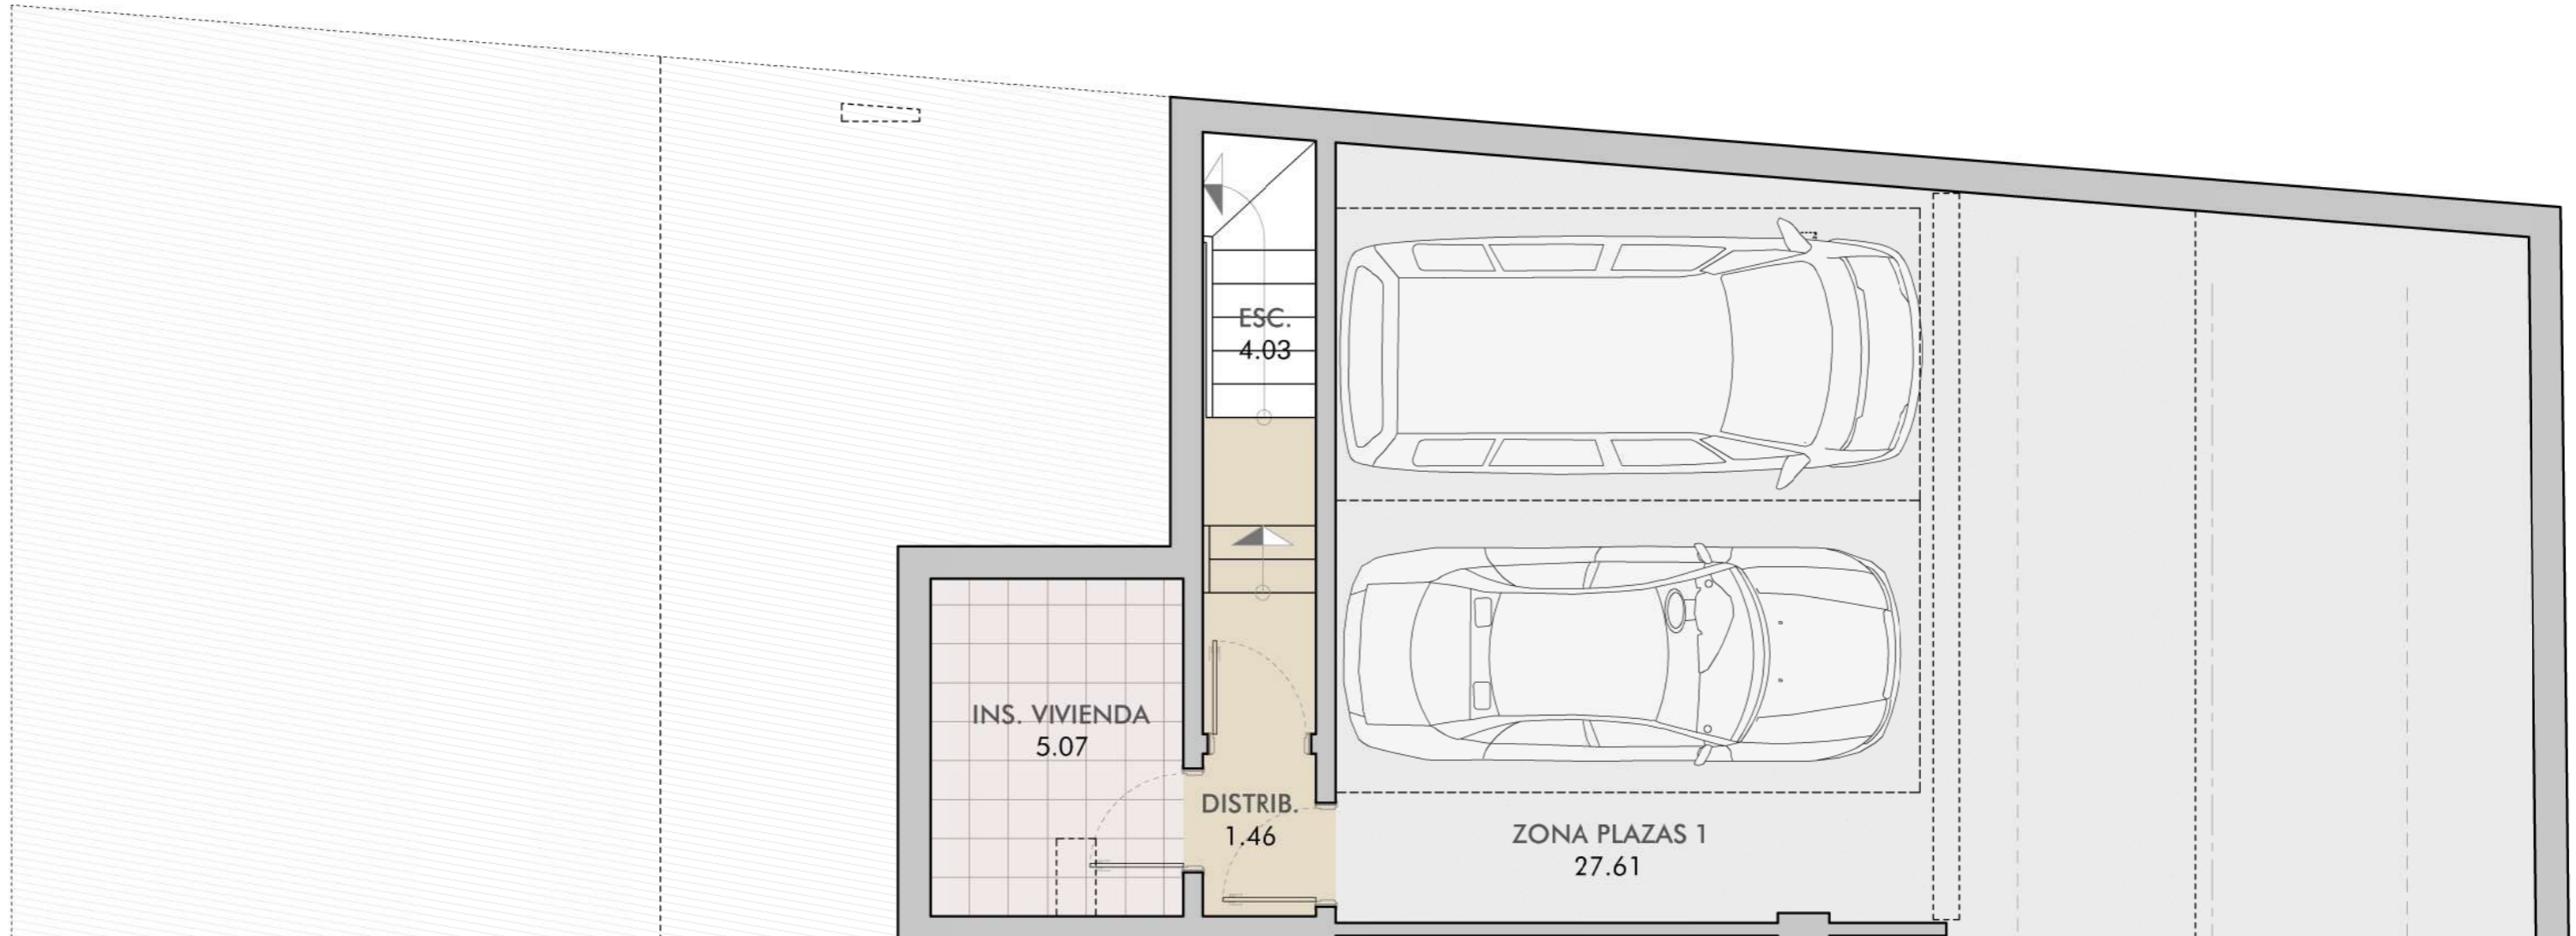 ESC.
4.03
INS. VIVIENDA
5.07
DISTRIB.
1.46
ZONA PLAZAS 1
27.61